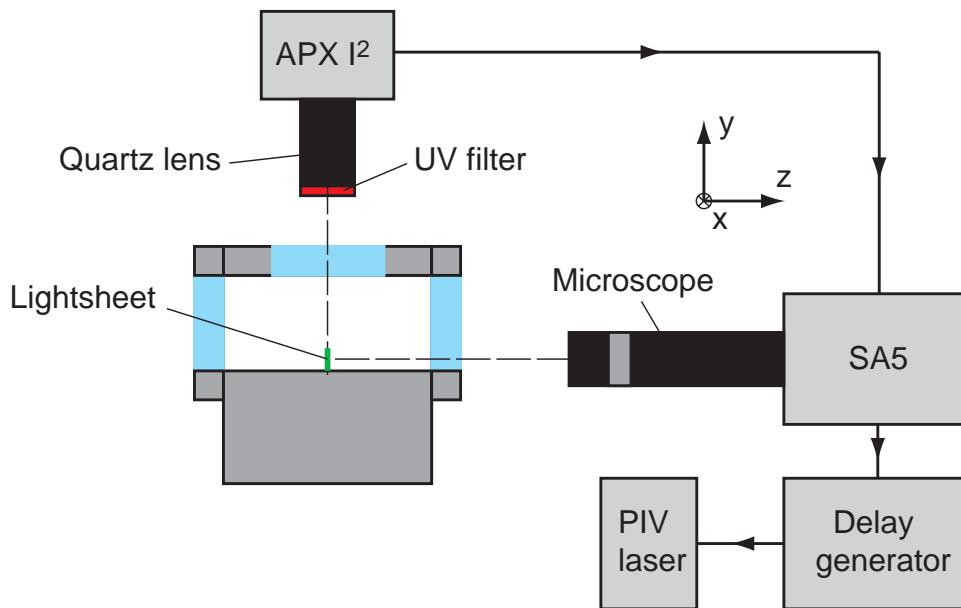 APX I²
Quartz lens
UV filter
y
z
x
Lightsheet
Microscope
SA5
PIV
laser
Delay
generator